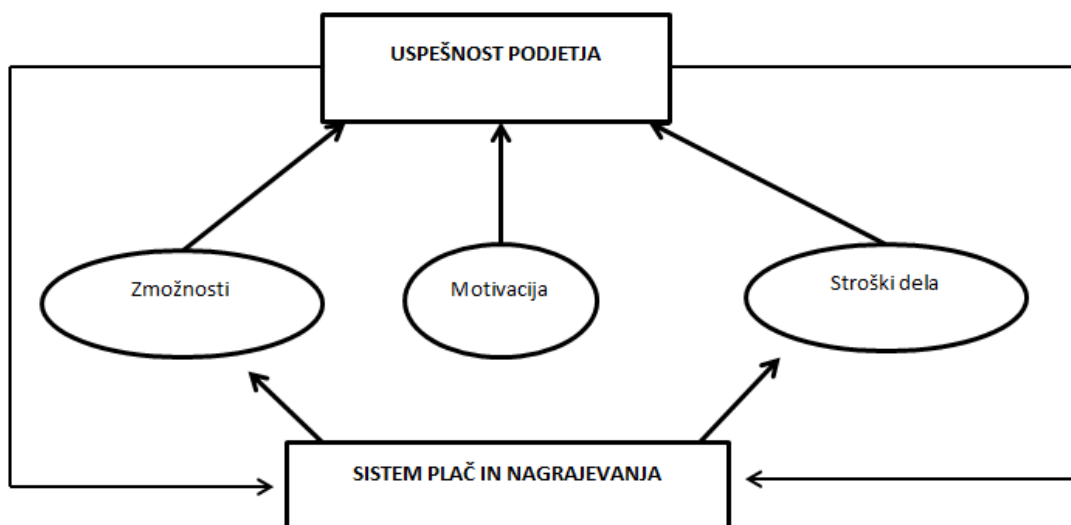 USPEŠNOST PODJETJA
Zmožnosti
Motivacija
Stroški dela
SISTEM PLAČ IN NAGRAJEVANJA